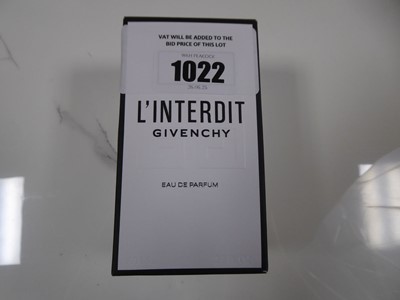 VAT WILL BE ADDED TO THE
BID PRICE OF THIS LOT
1022
L'INTERDIT
GIVENCHY
EAU DE PARFUM